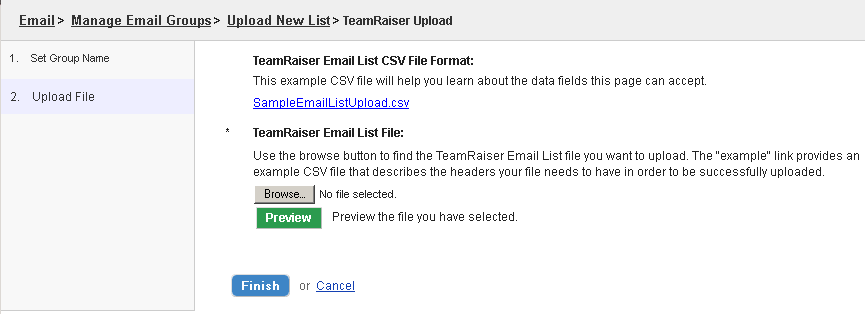 Email > Manage Email Groups > Upload New List > TeamRaiser Upload
1. Set Group Name
2. Upload File
TeamRaiser Email List CSV File Format:
This example CSV file will help you learn about the data fields this page can accept.
SampleEmailListUpload.csv
* TeamRaiser Email List File:
Use the browse button to find the TeamRaiser Email List file you want to upload. The "example" link provides an
example CSV file that describes the headers your file needs to have in order to be successfully uploaded.
Browse... No file selected.
Preview Preview the file you have selected.
Finish or Cancel